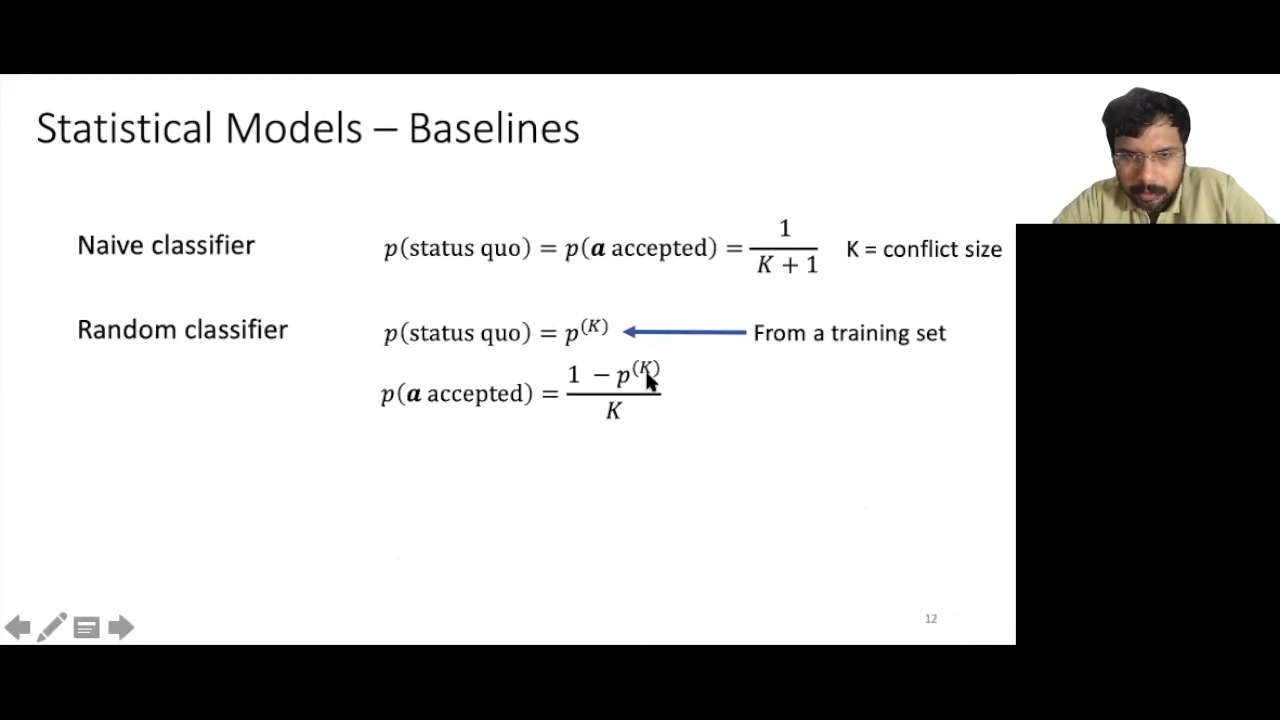 Statistical Models – Baselines
Naive classifier p(status quo) = p(a accepted) = 1/(K + 1) K = conflict size
Random classifier p(status quo) = p^(K) From a training set
p(a accepted) = (1 − p^(K))/K
12